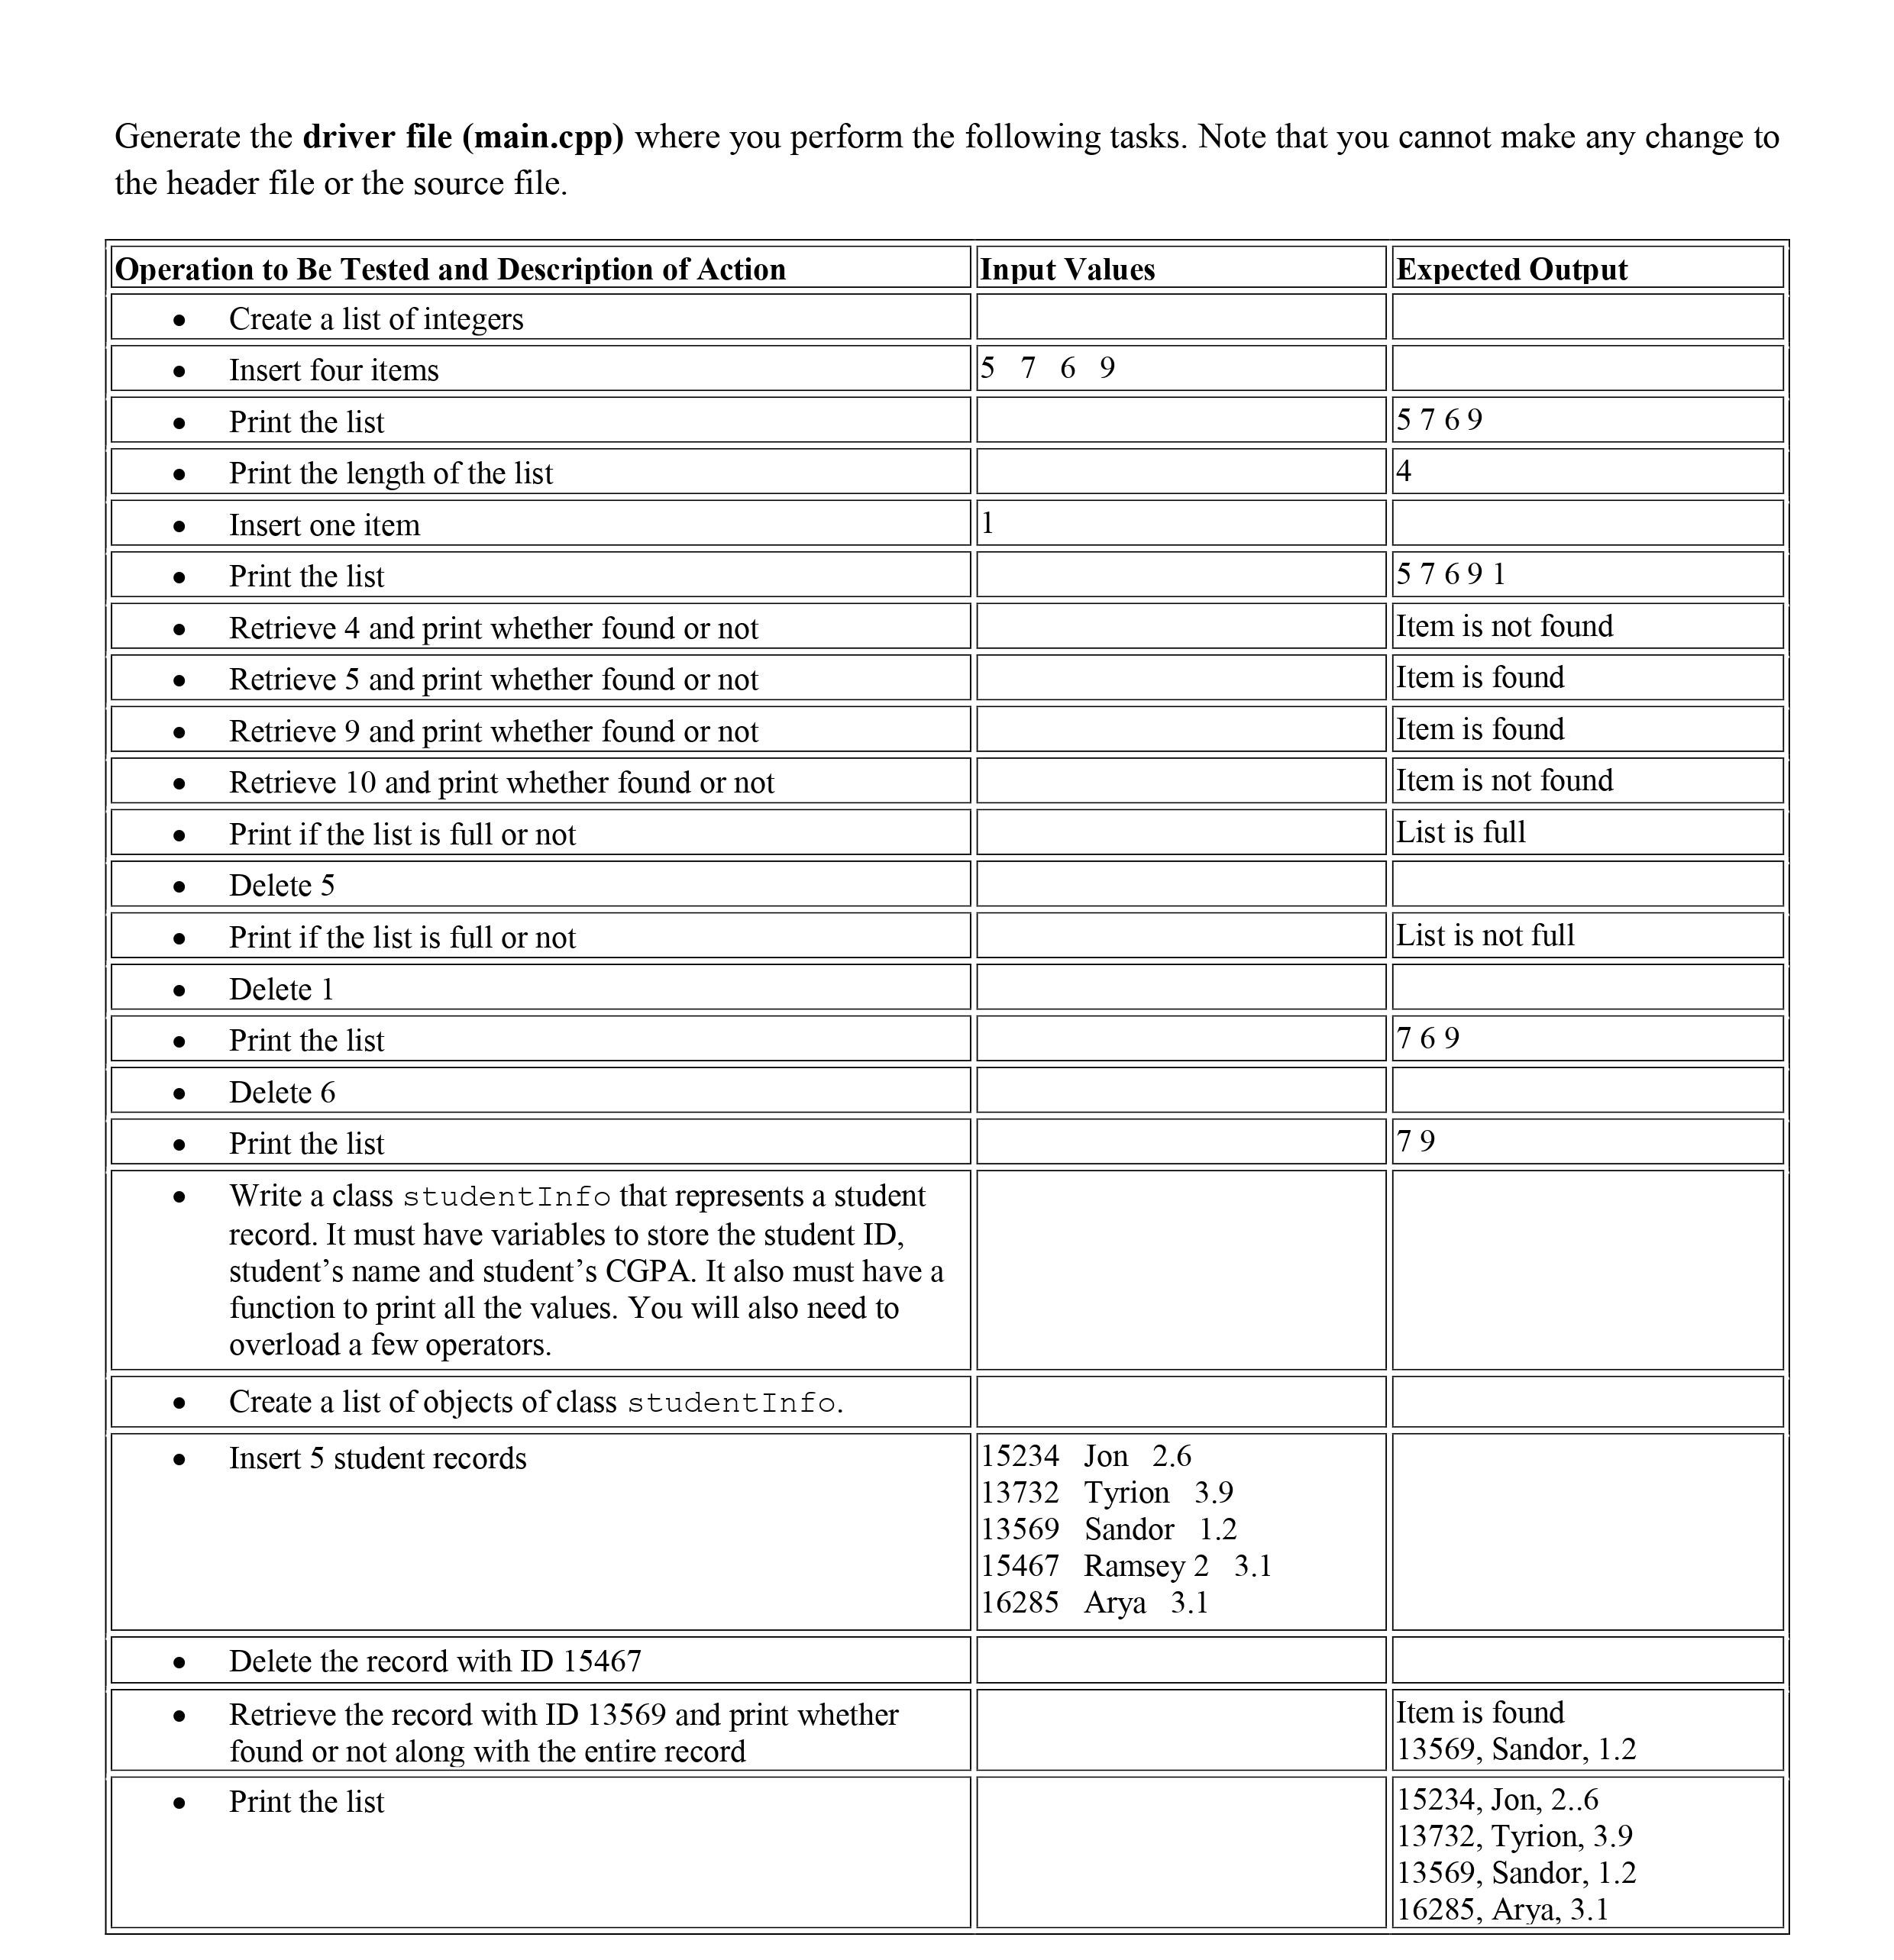 Generate the driver file (main.cpp) where you perform the following tasks. Note that you cannot make any change to
the header file or the source file.
Operation to Be Tested and Description of Action Input Values Expected Output
• Create a list of integers
• Insert four items 5 7 6 9
• Print the list 5 7 6 9
• Print the length of the list 4
• Insert one item 1
• Print the list 5 7 6 9 1
• Retrieve 4 and print whether found or not Item is not found
• Retrieve 5 and print whether found or not Item is found
• Retrieve 9 and print whether found or not Item is found
• Retrieve 10 and print whether found or not Item is not found
• Print if the list is full or not List is full
• Delete 5
• Print if the list is full or not List is not full
• Delete 1
• Print the list 7 6 9
• Delete 6
• Print the list 7 9
• Write a class studentInfo that represents a student
record. It must have variables to store the student ID,
student’s name and student’s CGPA. It also must have a
function to print all the values. You will also need to
overload a few operators.
• Create a list of objects of class studentInfo.
• Insert 5 student records
15234 Jon 2.6
13732 Tyrion 3.9
13569 Sandor 1.2
15467 Ramsey 2 3.1
16285 Arya 3.1
• Delete the record with ID 15467
• Retrieve the record with ID 13569 and print whether
found or not along with the entire record
Item is found
13569, Sandor, 1.2
• Print the list
15234, Jon, 2..6
13732, Tyrion, 3.9
13569, Sandor, 1.2
16285, Arya, 3.1